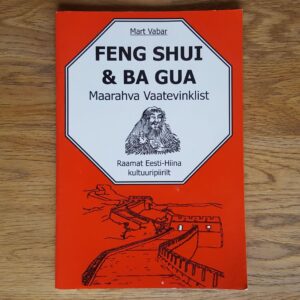 Mart Vabar
FENG SHUI
& BA GUA
Maarahva Vaatevinklist
Raamat Eesti-Hiina
kultuuripiirilt